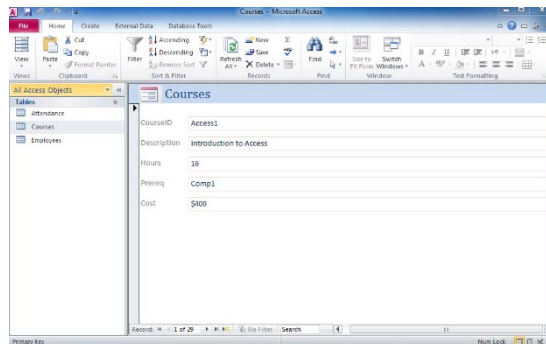 Courses - Microsoft Access
File Home Create External Data Database Tools
View
Views
Paste
Cut
Copy
Format Painter
Clipboard
Filter
Ascending
Descending
Remove Sort
Sort & Filter
Refresh All
New
Save
Delete
Records
Find
Find
Size to Fit Form
Switch Windows
Window
B I U
A
Text Formatting
All Access Objects
Tables
Attendance
Courses
Employees
Courses
CourseID Access1
Description Introduction to Access
Hours 16
Prereq Comp1
Cost $400
Record: 1 of 29 No Filter Search
Primary Key Num Lock